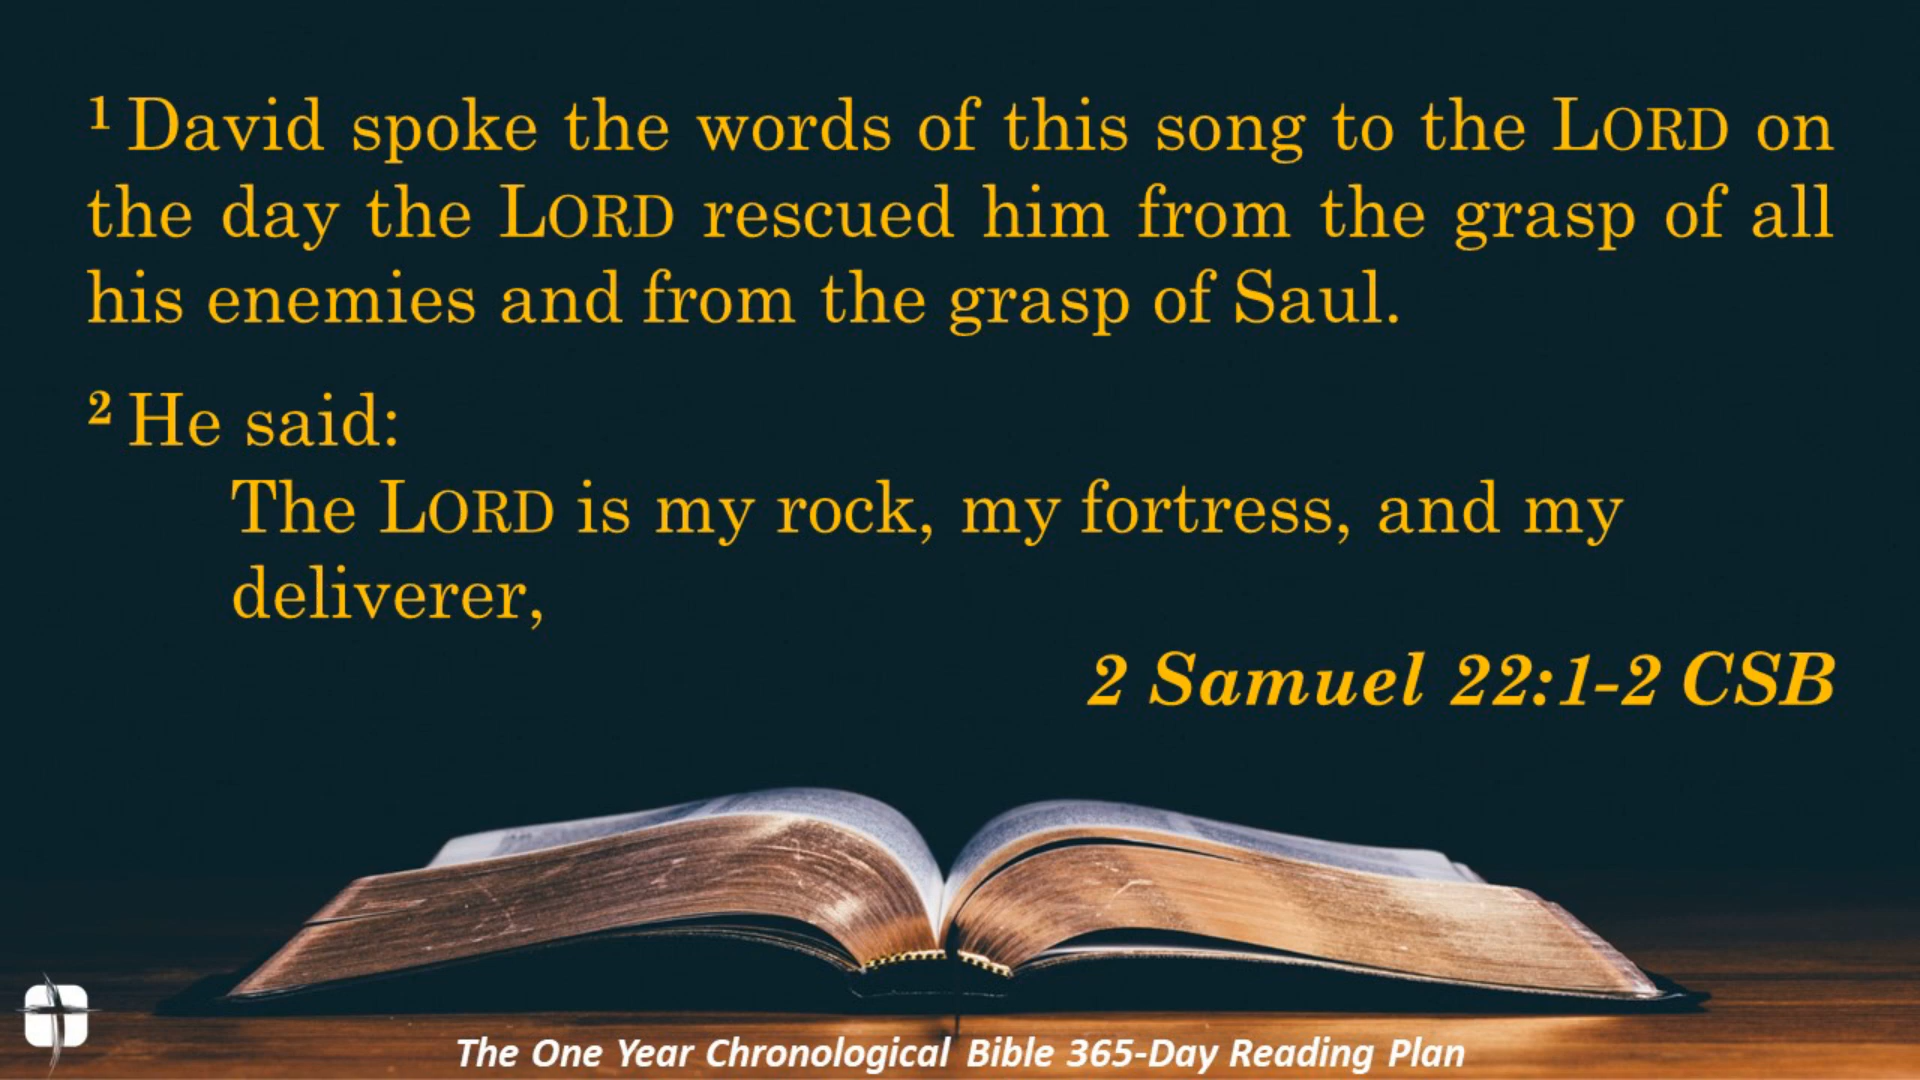 1 David spoke the words of this song to the LORD on
the day the LORD rescued him from the grasp of all
his enemies and from the grasp of Saul.
2 He said:
The LORD is my rock, my fortress, and my
deliverer,
2 Samuel 22:1-2 CSB
The One Year Chronological Bible 365-Day Reading Plan